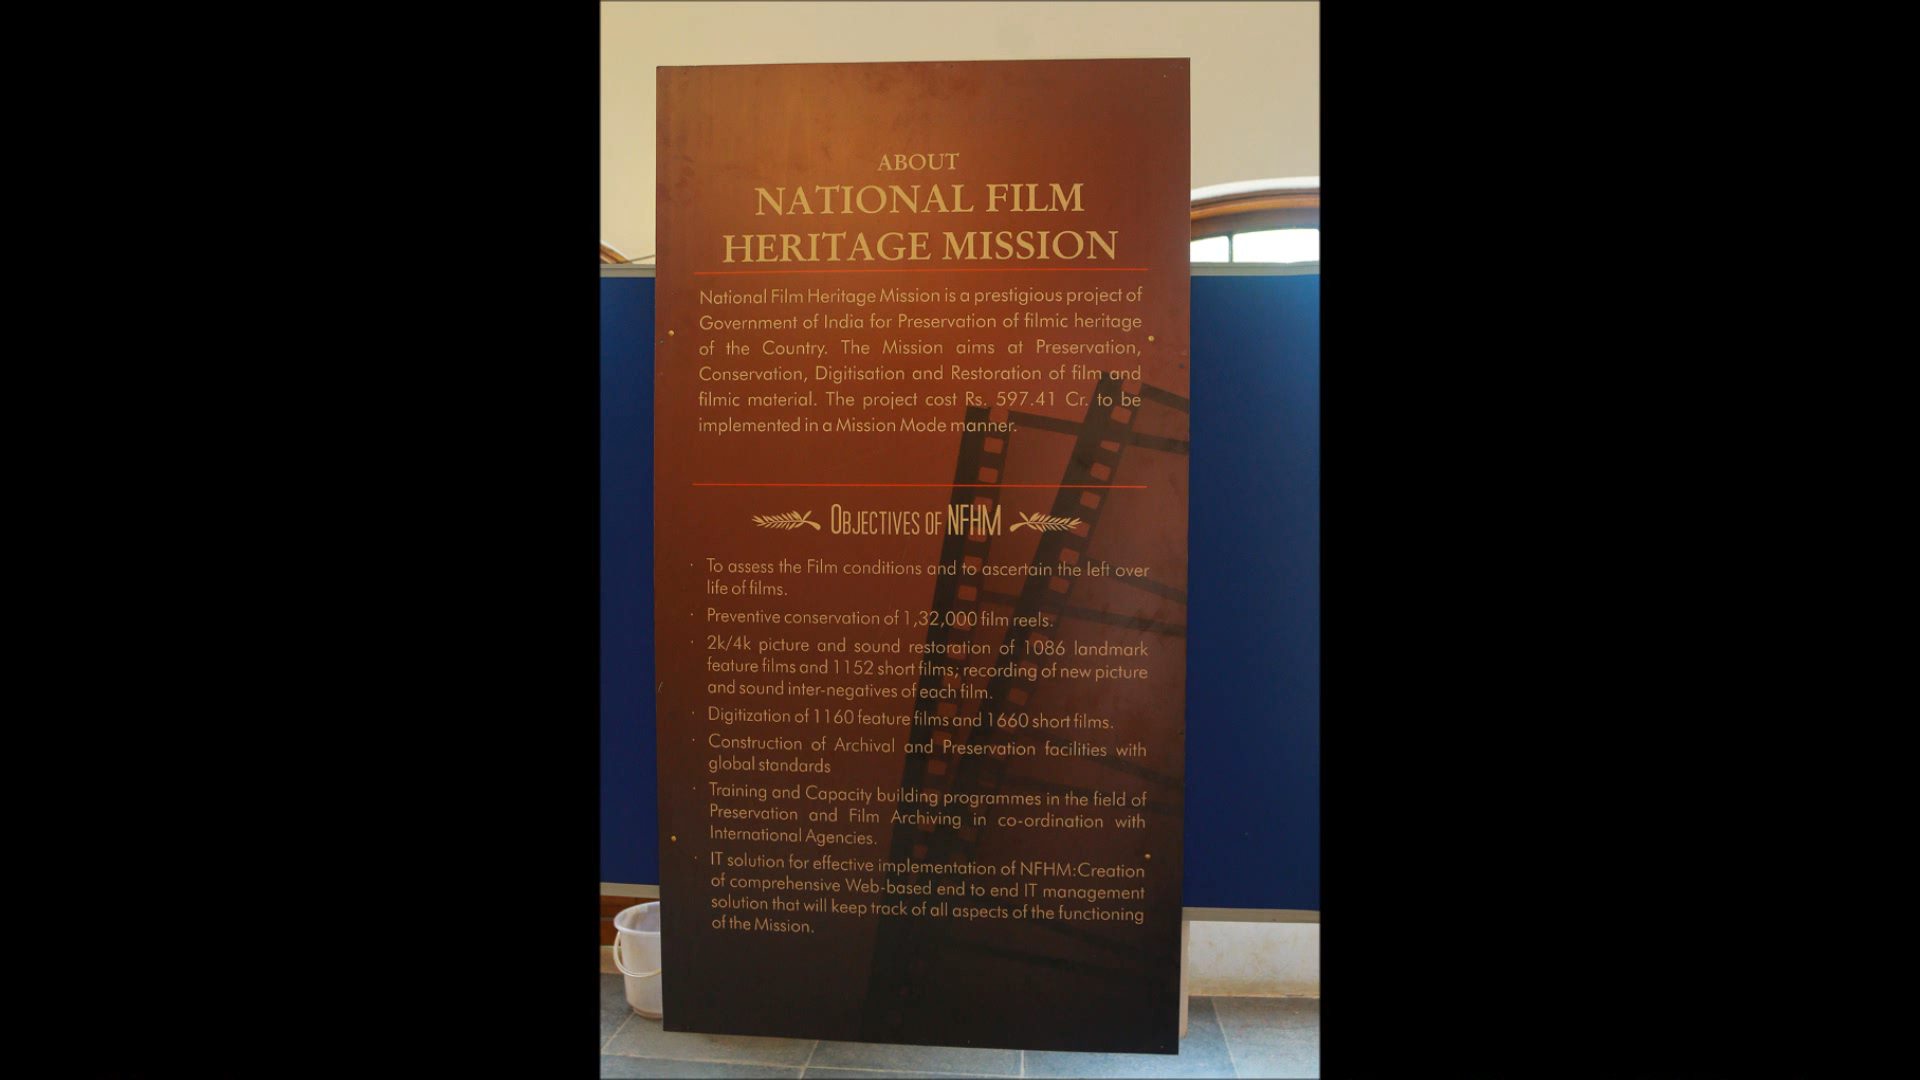 ABOUT
NATIONAL FILM
HERITAGE MISSION
National Film Heritage Mission is a prestigious project of
Government of India for Preservation of filmic heritage
of the Country. The Mission aims at Preservation,
Conservation, Digitisation and Restoration of film and
filmic material. The project cost Rs. 597.41 Cr. to be
implemented in a Mission Mode manner.
OBJECTIVES OF NFHM
· To assess the Film conditions and to ascertain the left over
life of films.
· Preventive conservation of 1,32,000 film reels.
· 2k/4k picture and sound restoration of 1086 landmark
feature films and 1152 short films; recording of new picture
and sound inter-negatives of each film.
· Digitization of 1160 feature films and 1660 short films.
· Construction of Archival and Preservation facilities with
global standards
· Training and Capacity building programmes in the field of
Preservation and Film Archiving in co-ordination with
International Agencies.
· IT solution for effective implementation of NFHM:Creation
of comprehensive Web-based end to end IT management
solution that will keep track of all aspects of the functioning
of the Mission.